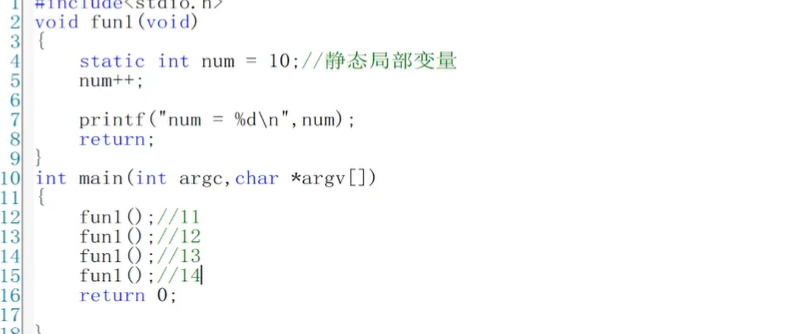 1 #include<stdio.h>
2 void fun1(void)
3 {
4 static int num = 10;//静态局部变量
5 num++;
6
7 printf("num = %d\n",num);
8 return;
9 }
10 int main(int argc,char *argv[])
11 {
12 fun1();//11
13 fun1();//12
14 fun1();//13
15 fun1();//14
16 return 0;
17
18 }